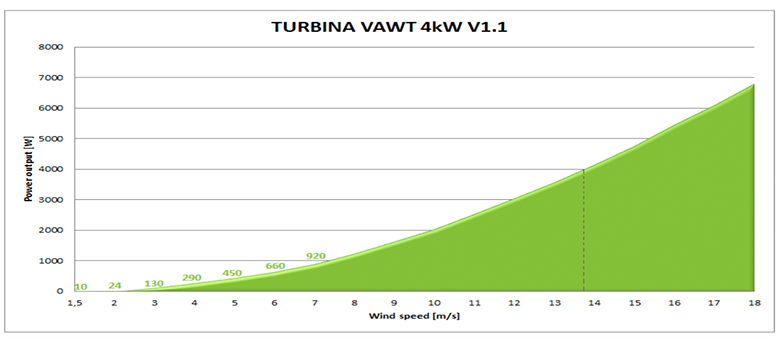 TURBINA VAWT 4kW V1.1
8000
7000
6000
5000
4000
3000
2000
1000
0
Power output [W]
10 24 130 290 450 660 920
1,5 2 3 4 5 6 7 8 9 10 11 12 13 14 15 16 17 18
Wind speed [m/s]